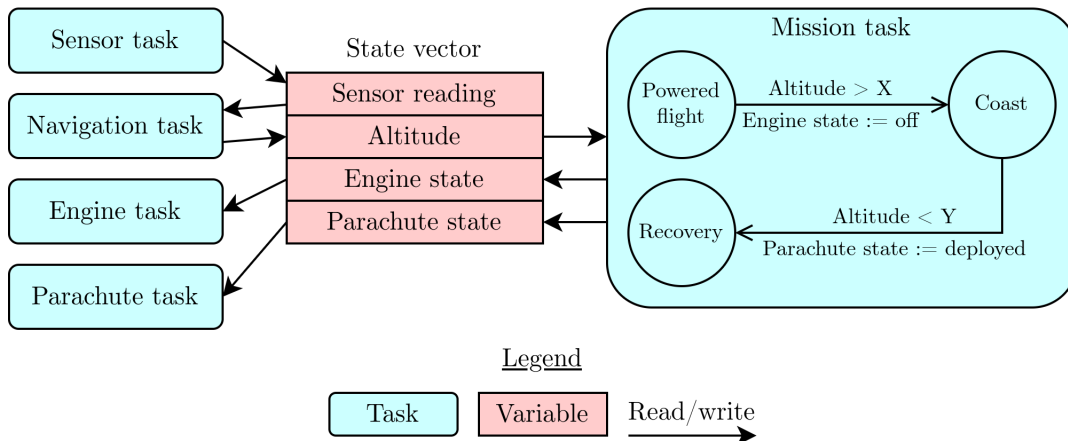 Sensor task
Navigation task
Engine task
Parachute task
State vector
Sensor reading
Altitude
Engine state
Parachute state
Mission task
Powered
flight
Altitude > X
Engine state := off
Coast
Recovery
Altitude < Y
Parachute state := deployed
Legend
Task
Variable
Read/write